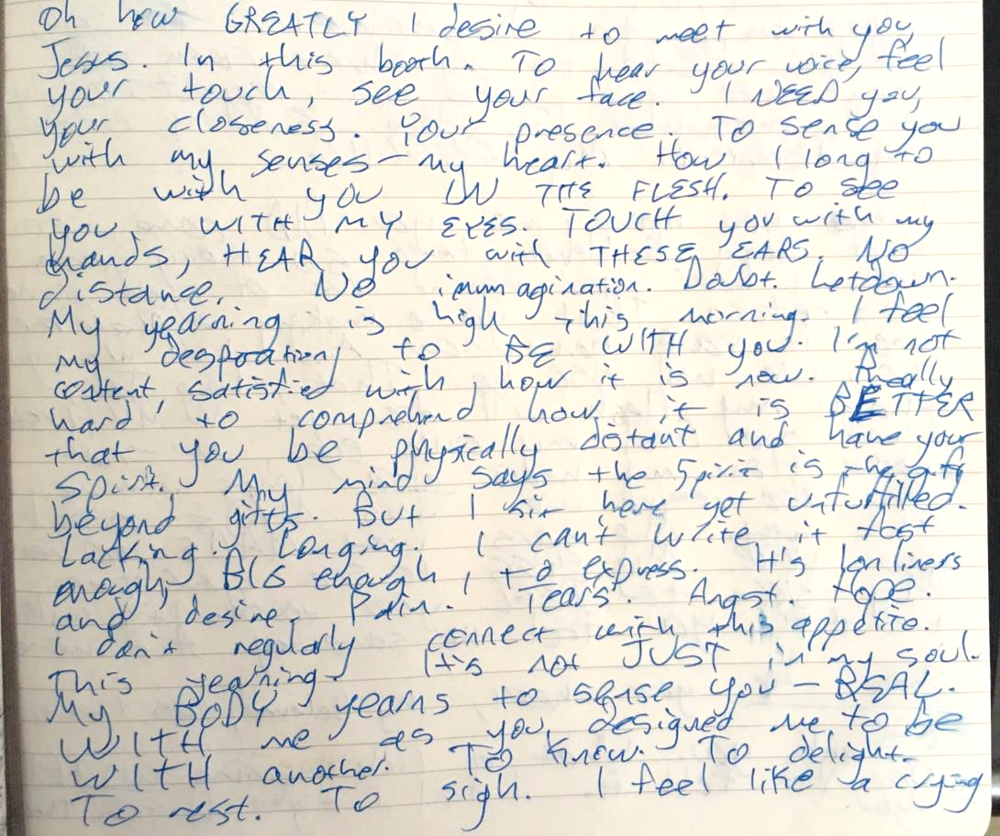 Oh how GREATLY I desire to meet with you,
Jesus. In this booth. To hear your voice, feel
your touch, see your face. I NEED you,
your closeness. Your presence. To sense you
with my senses - my heart. How I long to
be with you IN THE FLESH. To see
you WITH MY EYES. TOUCH you with my
hands, HEAR you with THESE EARS. No
distance. No immagination. Doubt. Letdown.
My yearning is high this morning. I feel
my desporation to BE WITH you. I'm not
content, satisfied with, how it is now. Really
hard to comprehend how it is BETTER
that you be physically distant and have your
Spirit. My mind says the Spirit is the gift
beyond gifts. But I sit here yet unfulfilled.
Lacking. Longing. I can't write it fast
enough, BIG enough, to express. It's lonliness
and desire. Pain. Tears. Angst. Hope.
I don't regularly connect with this appetite.
This yearning. It's not JUST in my soul.
My BODY yearns to sense you - REAL.
WITH me as you designed me to be
WITH another. To know. To delight.
To rest. To sigh. I feel like a crying